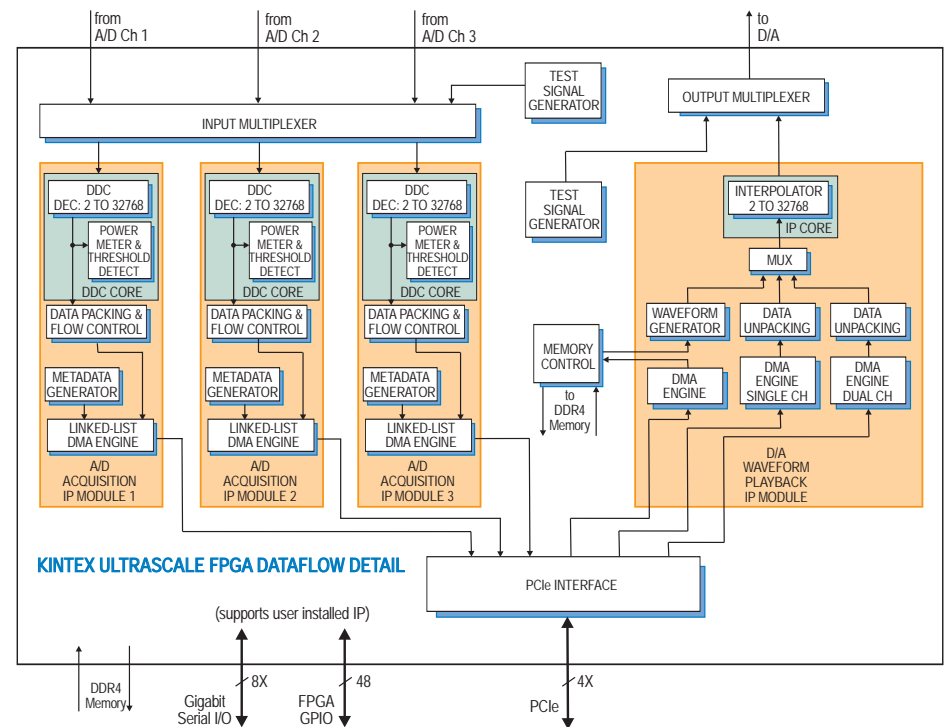 from
A/D Ch 1
from
A/D Ch 2
from
A/D Ch 3
to
D/A
TEST
SIGNAL
GENERATOR
OUTPUT MULTIPLEXER
INPUT MULTIPLEXER
DDC
DEC: 2 TO 32768
POWER
METER &
THRESHOLD
DETECT
DDC CORE
DATA PACKING &
FLOW CONTROL
METADATA
GENERATOR
LINKED-LIST
DMA ENGINE
A/D
ACQUISITION
IP MODULE 1
DDC
DEC: 2 TO 32768
POWER
METER &
THRESHOLD
DETECT
DDC CORE
DATA PACKING &
FLOW CONTROL
METADATA
GENERATOR
LINKED-LIST
DMA ENGINE
A/D
ACQUISITION
IP MODULE 2
DDC
DEC: 2 TO 32768
POWER
METER &
THRESHOLD
DETECT
DDC CORE
DATA PACKING &
FLOW CONTROL
METADATA
GENERATOR
LINKED-LIST
DMA ENGINE
A/D
ACQUISITION
IP MODULE 3
TEST
SIGNAL
GENERATOR
INTERPOLATOR
2 TO 32768
IP CORE
MUX
WAVEFORM
GENERATOR
DATA
UNPACKING
DATA
UNPACKING
MEMORY
CONTROL
to
DDR4
Memory
DMA
ENGINE
DMA
ENGINE
SINGLE CH
DMA
ENGINE
DUAL CH
D/A
WAVEFORM
PLAYBACK
IP MODULE
KINTEX ULTRASCALE FPGA DATAFLOW DETAIL
PCIe INTERFACE
(supports user installed IP)
DDR4
Memory
8X
Gigabit
Serial I/O
48
FPGA
GPIO
4X
PCIe